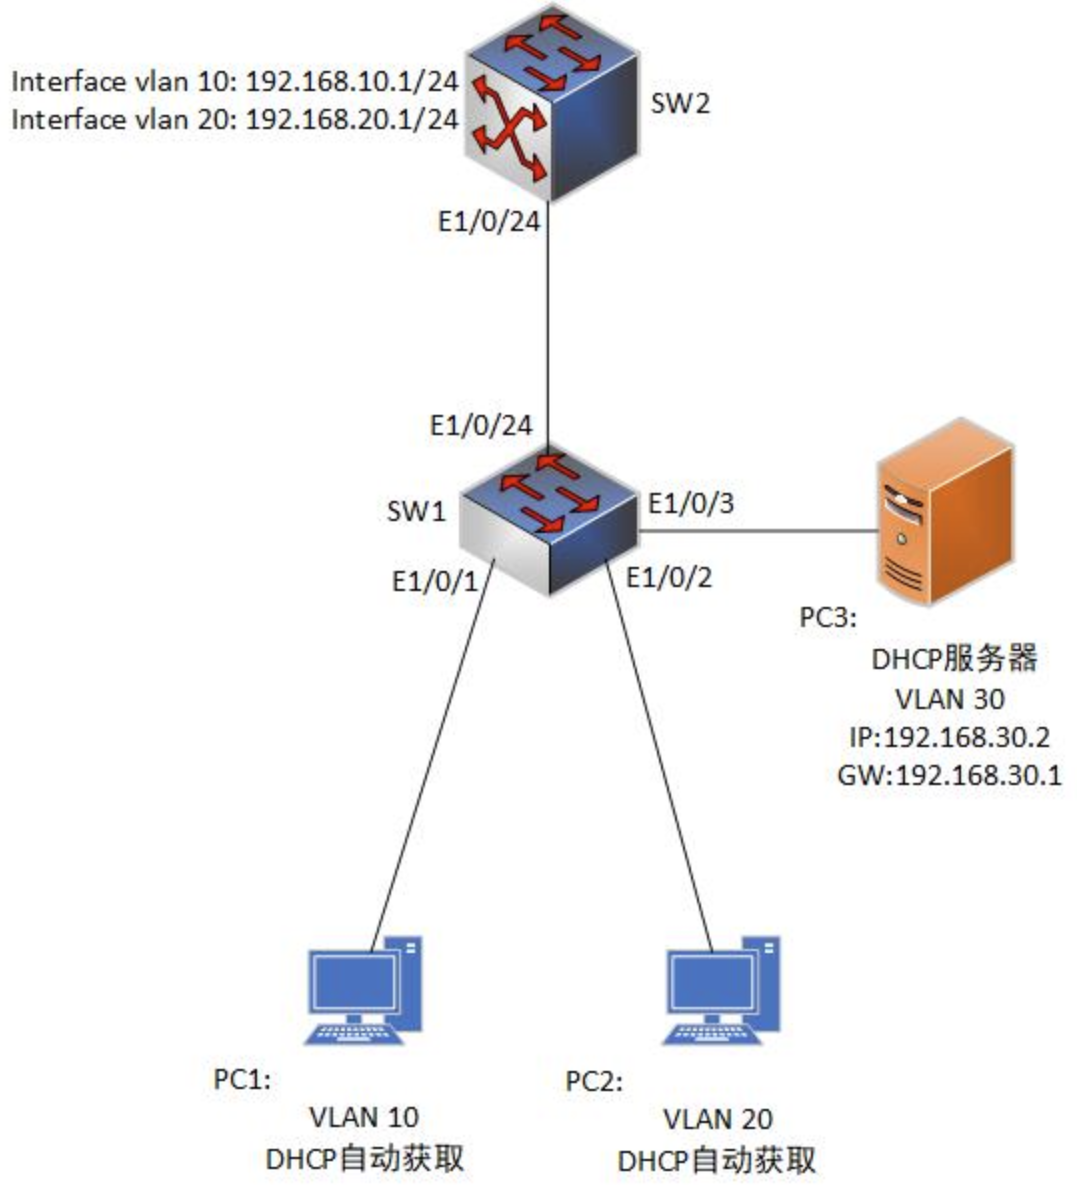 Interface vlan 10: 192.168.10.1/24
Interface vlan 20: 192.168.20.1/24
SW2
E1/0/24
E1/0/24
SW1
E1/0/3
E1/0/1
E1/0/2
PC3:
DHCP服务器
VLAN 30
IP:192.168.30.2
GW:192.168.30.1
PC1:
VLAN 10
DHCP自动获取
PC2:
VLAN 20
DHCP自动获取